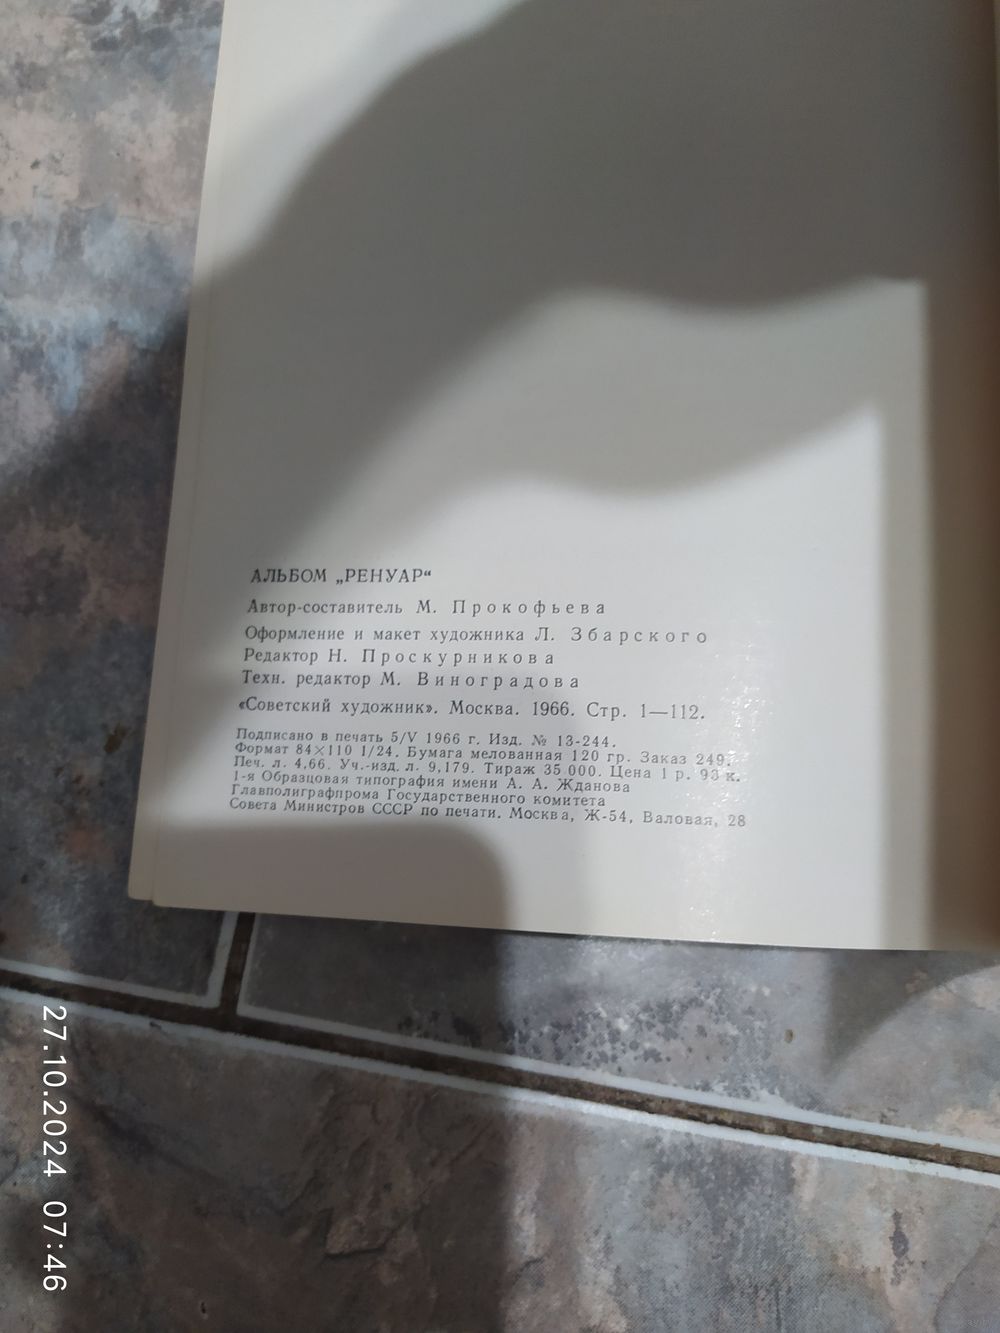 АЛЬБОМ „РЕНУАР“
Автор-составитель М. Прокофьева
Оформление и макет художника Л. Збарского
Редактор Н. Проскурникова
Техн. редактор М. Виноградова
«Советский художник». Москва. 1966. Стр. 1—112.
Подписано в печать 5/V 1966 г. Изд. № 13-244.
Формат 84×110 1/24. Бумага мелованная 120 гр. Заказ 249.
Печ. л. 4,66. Уч.-изд. л. 9,179. Тираж 35 000. Цена 1 р. 93 к.
1-я Образцовая типография имени А. А. Жданова
Главполиграфпрома Государственного комитета
Совета Министров СССР по печати. Москва, Ж-54, Валовая, 28
27.10.2024 07:46